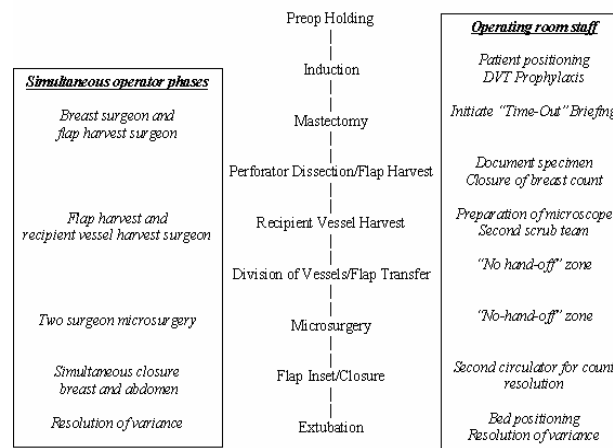 Preop Holding
Induction
Mastectomy
Perforator Dissection/Flap Harvest
Recipient Vessel Harvest
Division of Vessels/Flap Transfer
Microsurgery
Flap Inset/Closure
Extubation
Simultaneous operator phases
Breast surgeon and
flap harvest surgeon
Flap harvest and
recipient vessel harvest surgeon
Two surgeon microsurgery
Simultaneous closure
breast and abdomen
Resolution of variance
Operating room staff
Patient positioning
DVT Prophylaxis
Initiate “Time-Out” Briefing
Document specimen
Closure of breast count
Preparation of microscope
Second scrub team
“No hand-off” zone
“No-hand-off” zone
Second circulator for count
resolution
Bed positioning
Resolution of variance